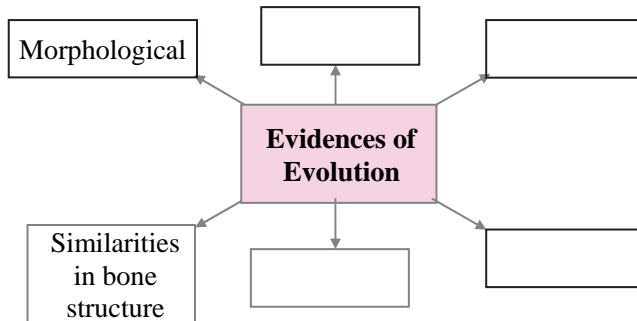 Morphological
Evidences of
Evolution
Similarities
in bone
structure